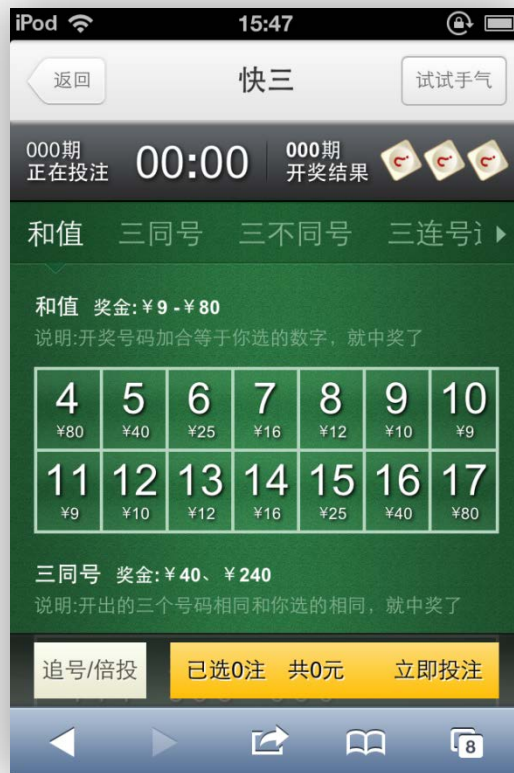 iPod 15:47
返回 快三 试试手气
000期 正在投注 00:00 000期 开奖结果
和值 三同号 三不同号 三连号
和值 奖金:¥9 -¥80
说明:开奖号码加合等于你选的数字，就中奖了
4 5 6 7 8 9 10
¥80 ¥40 ¥25 ¥16 ¥12 ¥10 ¥9
11 12 13 14 15 16 17
¥9 ¥10 ¥12 ¥16 ¥25 ¥40 ¥80
三同号 奖金:¥40、¥240
说明:开出的三个号码相同和你选的相同，就中奖了
追号/倍投 已选0注 共0元 立即投注
8